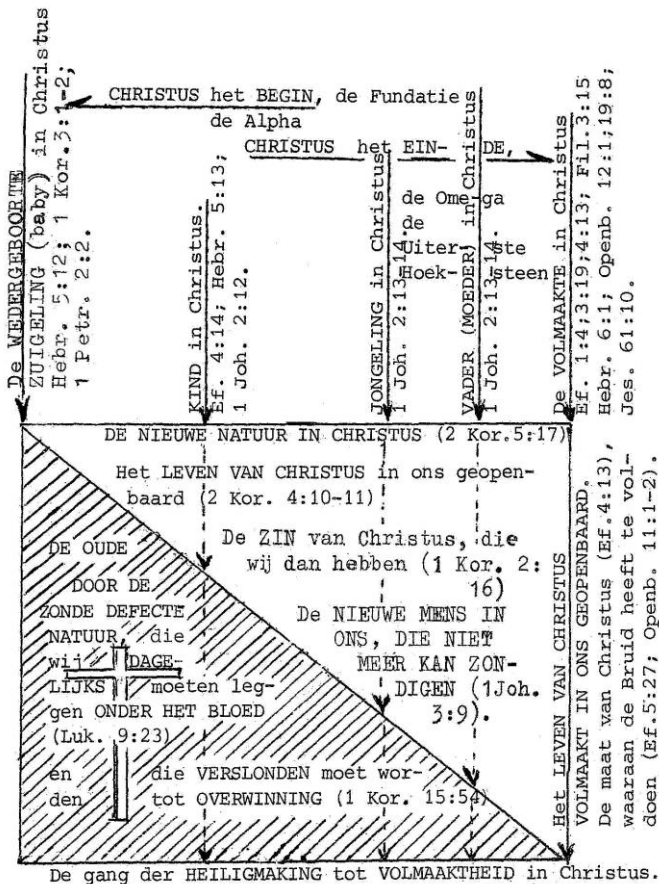 De WEDERGEBOORTE
ZUIGELING (baby) in Christus
Hebr. 5:12; 1 Kor.3:1-2;
1 Petr. 2:2.
CHRISTUS het BEGIN, de Fundatie
de Alpha
CHRISTUS het EIN- DE,
de Ome-ga
de
Uiter- ste
Hoek- steen
KIND in Christus.
Ef. 4:14; Hebr. 5:13;
1 Joh. 2:12.
JONGELING in Christus
1 Joh. 2:13,14.
VADER (MOEDER) in Christus
1 Joh. 2:13,14.
De VOLMAAKTE in Christus
Ef. 1:4;3:19;4:13; Fil.3:15
Hebr. 6:1; Openb. 12:1;19:8;
Jes. 61:10.
DE NIEUWE NATUUR IN CHRISTUS (2 Kor.5:17)
Het LEVEN VAN CHRISTUS in ons geopen-
baard (2 Kor. 4:10-11)
De ZIN van Christus, die
wij dan hebben (1 Kor. 2:
16)
De NIEUWE MENS IN
ONS, DIE NIET
MEER KAN ZON-
DIGEN (1Joh.
3:9).
DE OUDE
DOOR DE
ZONDE DEFECTE
NATUUR, die
wij DAGE-
LIJKS moeten leg-
gen ONDER HET BLOED
(Luk. 9:23)
en die VERSLONDEN moet wor-
den tot OVERWINNING (1 Kor. 15:54)
Het LEVEN VAN CHRISTUS
VOLMAAKT IN ONS GEOPENBAARD.
De maat van Christus (Ef.4:13),
waaraan de Bruid heeft te vol-
doen (Ef.5:27; Openb. 11:1-2).
De gang der HEILIGMAKING tot VOLMAAKTHEID in Christus.